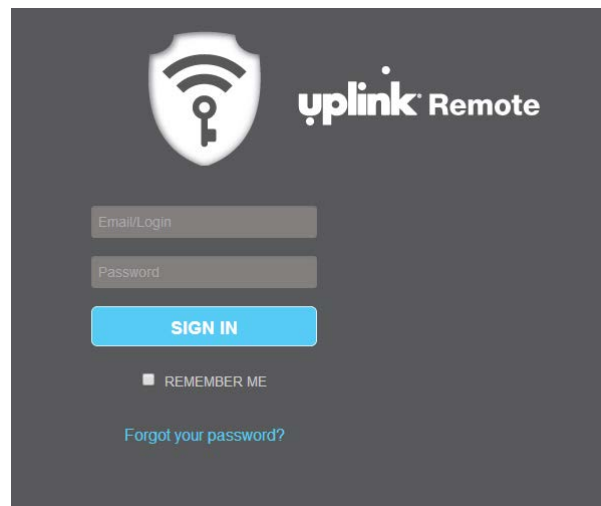 uplink® Remote
Email/Login
Password
SIGN IN
REMEMBER ME
Forgot your password?